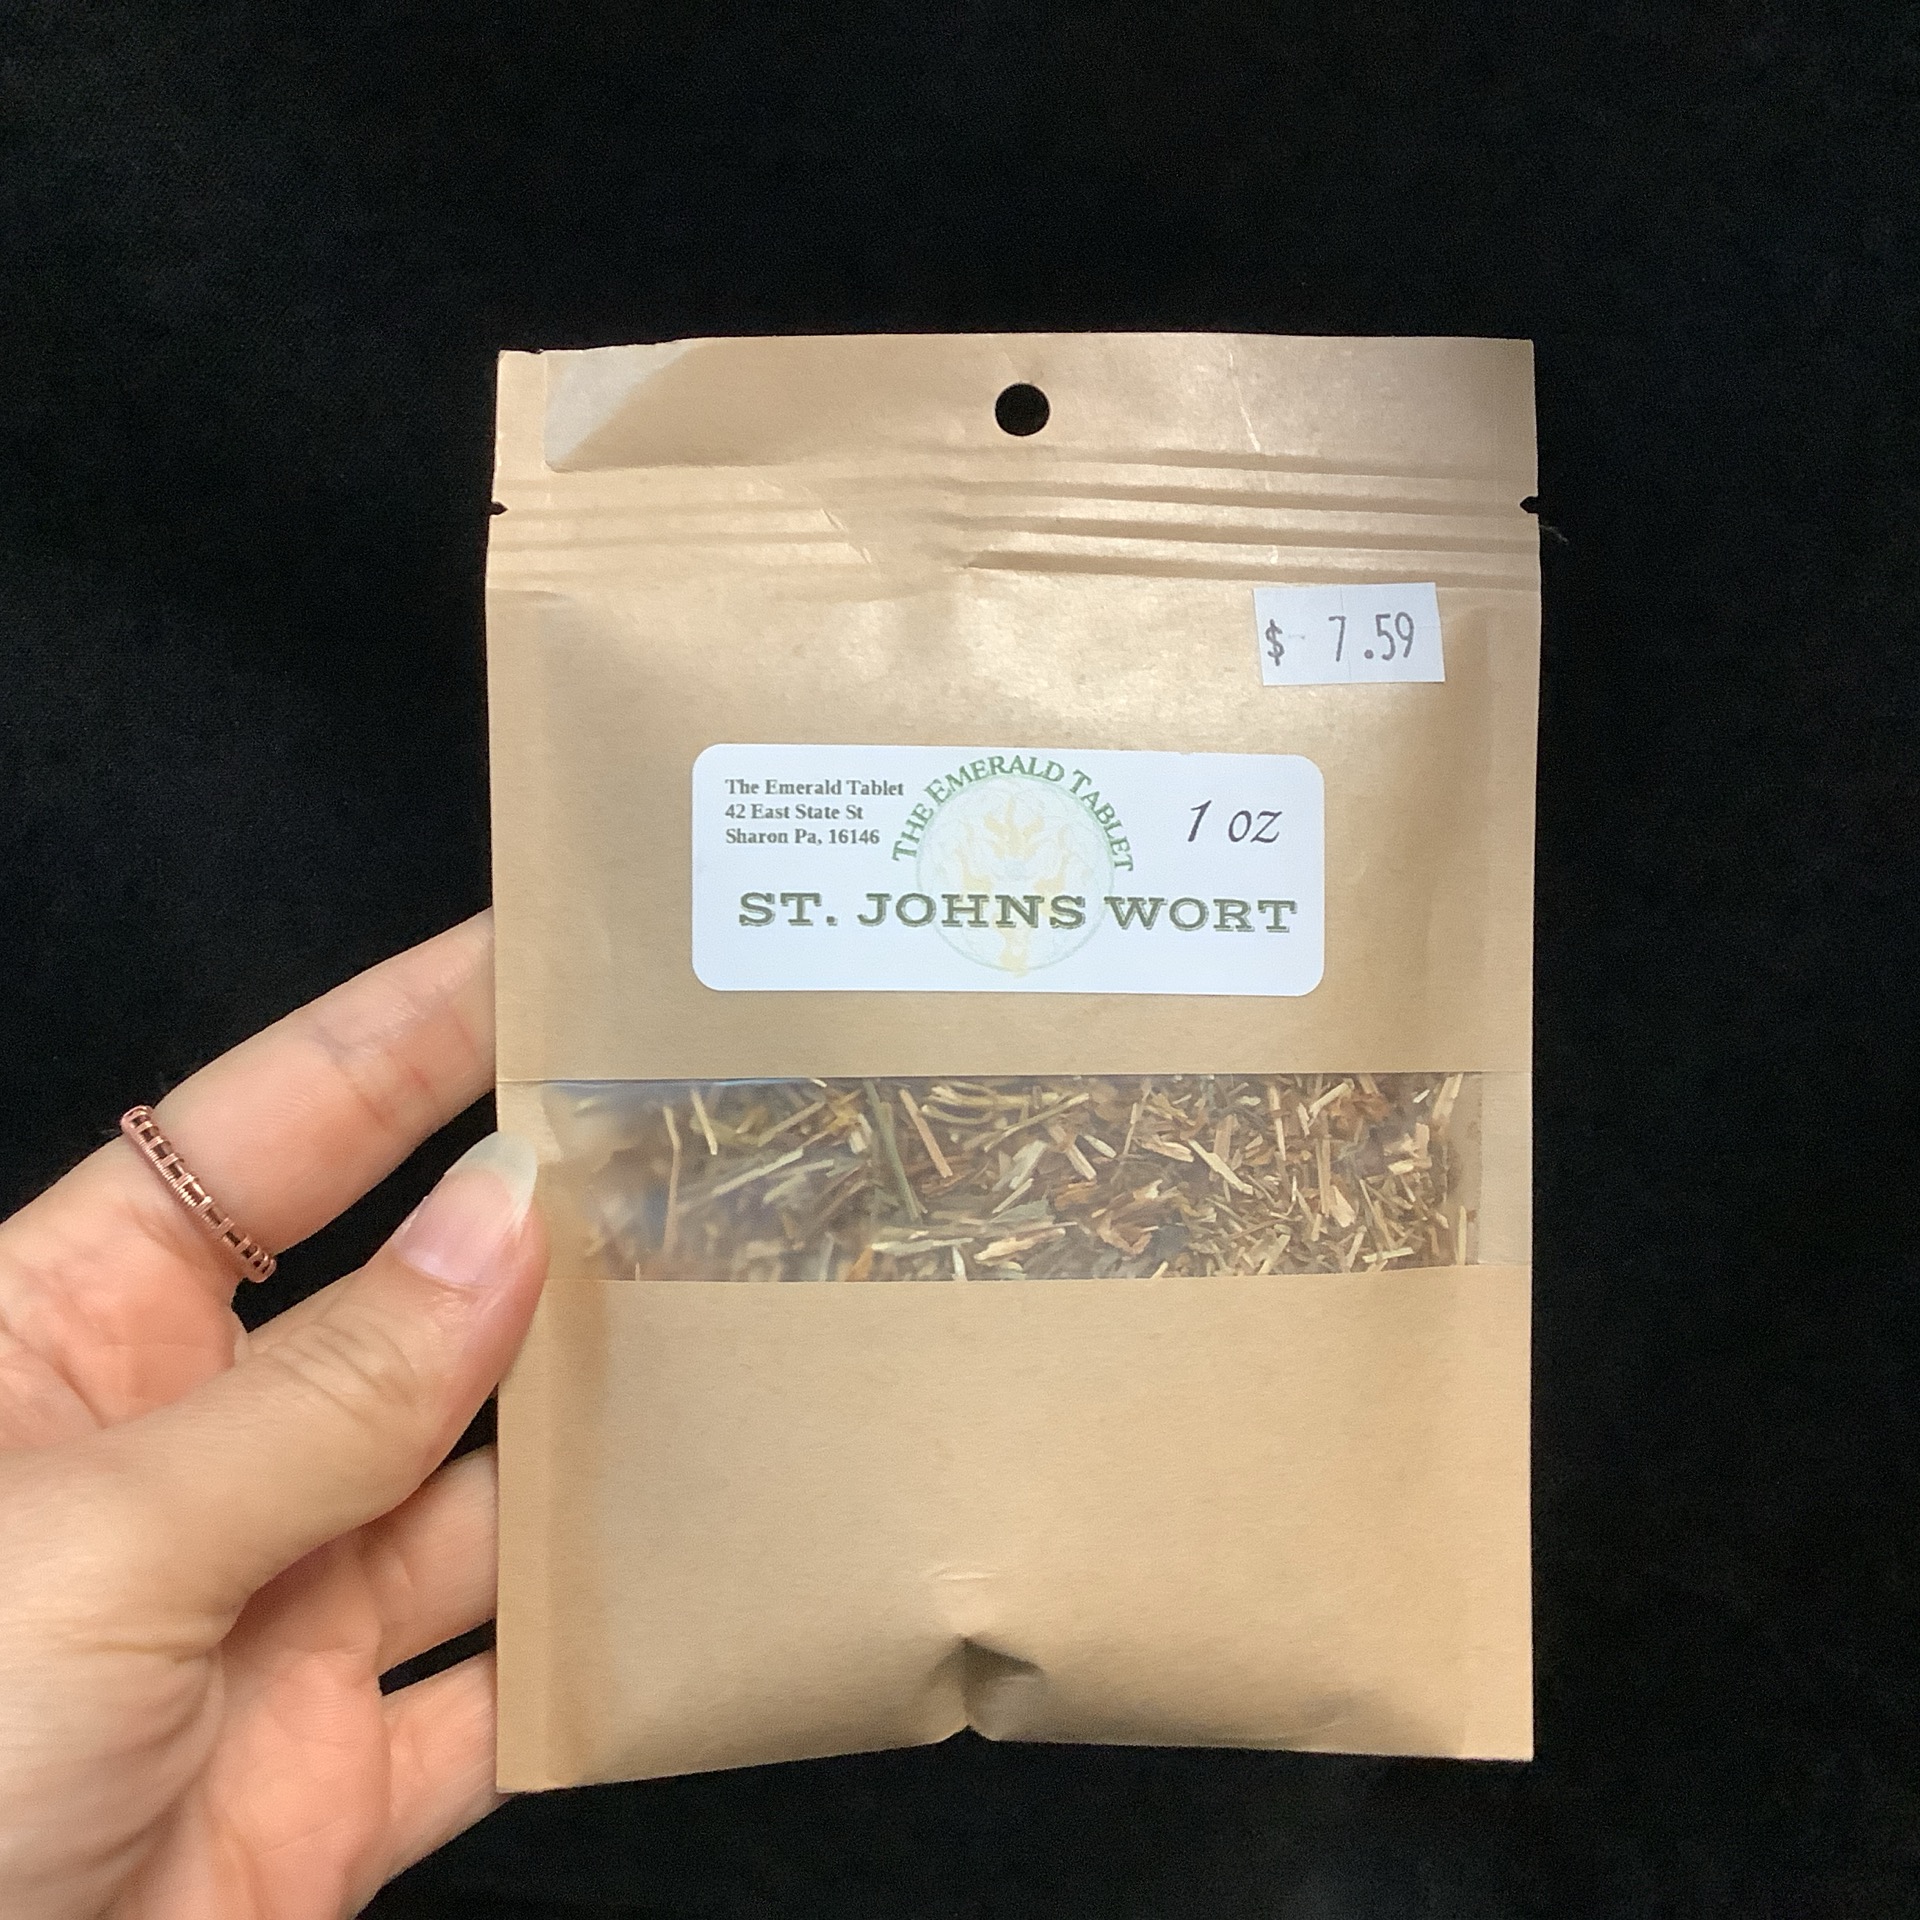 $ 7.59
The Emerald Tablet
42 East State St
Sharon Pa, 16146
THE EMERALD TABLET
1 oz
ST. JOHNS WORT